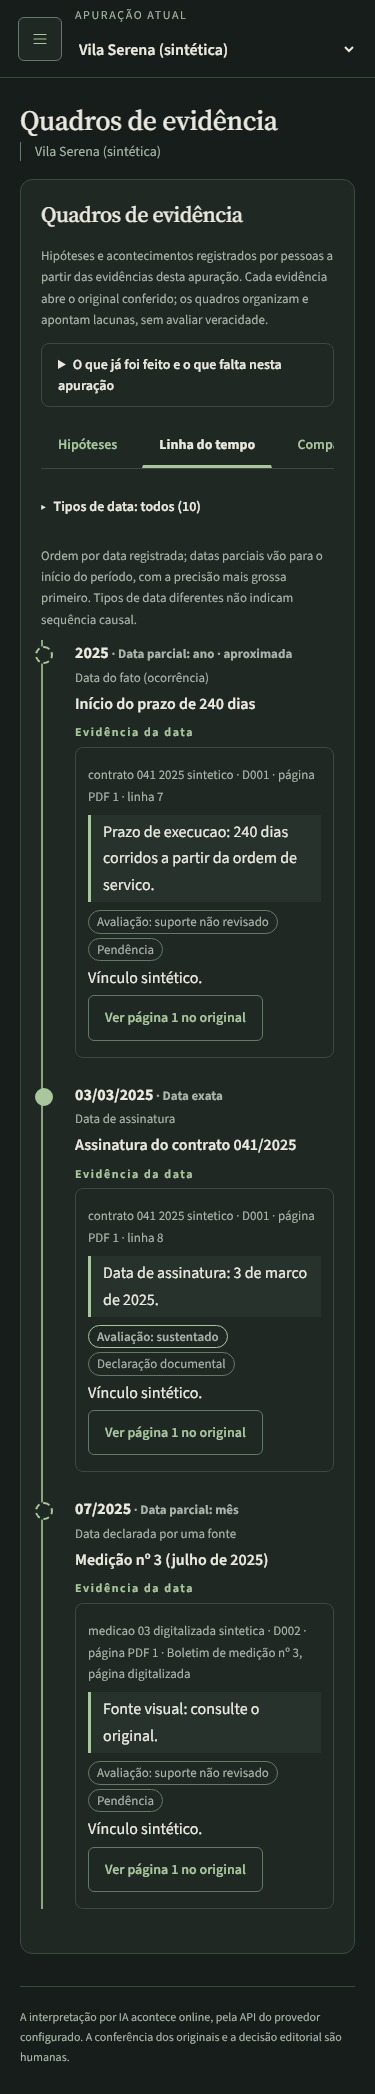 APURAÇÃO ATUAL
Vila Serena (sintética)
Quadros de evidência
Vila Serena (sintética)
Quadros de evidência
Hipóteses e acontecimentos registrados por pessoas a
partir das evidências desta apuração. Cada evidência
abre o original conferido; os quadros organizam e
apontam lacunas, sem avaliar veracidade.
O que já foi feito e o que falta nesta
apuração
Hipóteses Linha do tempo Compa
Tipos de data: todos (10)
Ordem por data registrada; datas parciais vão para o
início do período, com a precisão mais grossa
primeiro. Tipos de data diferentes não indicam
sequência causal.
2025 · Data parcial: ano · aproximada
Data do fato (ocorrência)
Início do prazo de 240 dias
Evidência da data
contrato 041 2025 sintetico · D001 · página
PDF 1 · linha 7
Prazo de execucao: 240 dias
corridos a partir da ordem de
servico.
Avaliação: suporte não revisado
Pendência
Vínculo sintético.
Ver página 1 no original
03/03/2025 · Data exata
Data de assinatura
Assinatura do contrato 041/2025
Evidência da data
contrato 041 2025 sintetico · D001 · página
PDF 1 · linha 8
Data de assinatura: 3 de março
de 2025.
Avaliação: sustentado
Declaração documental
Vínculo sintético.
Ver página 1 no original
07/2025 · Data parcial: mês
Data declarada por uma fonte
Medição nº 3 (julho de 2025)
Evidência da data
medicao 03 digitalizada sintetica · D002 ·
página PDF 1 · Boletim de medição nº 3,
página digitalizada
Fonte visual: consulte o
original.
Avaliação: suporte não revisado
Pendência
Vínculo sintético.
Ver página 1 no original
A interpretação por IA acontece online, pela API do provedor
configurado. A conferência dos originais e a decisão editorial são
humanas.